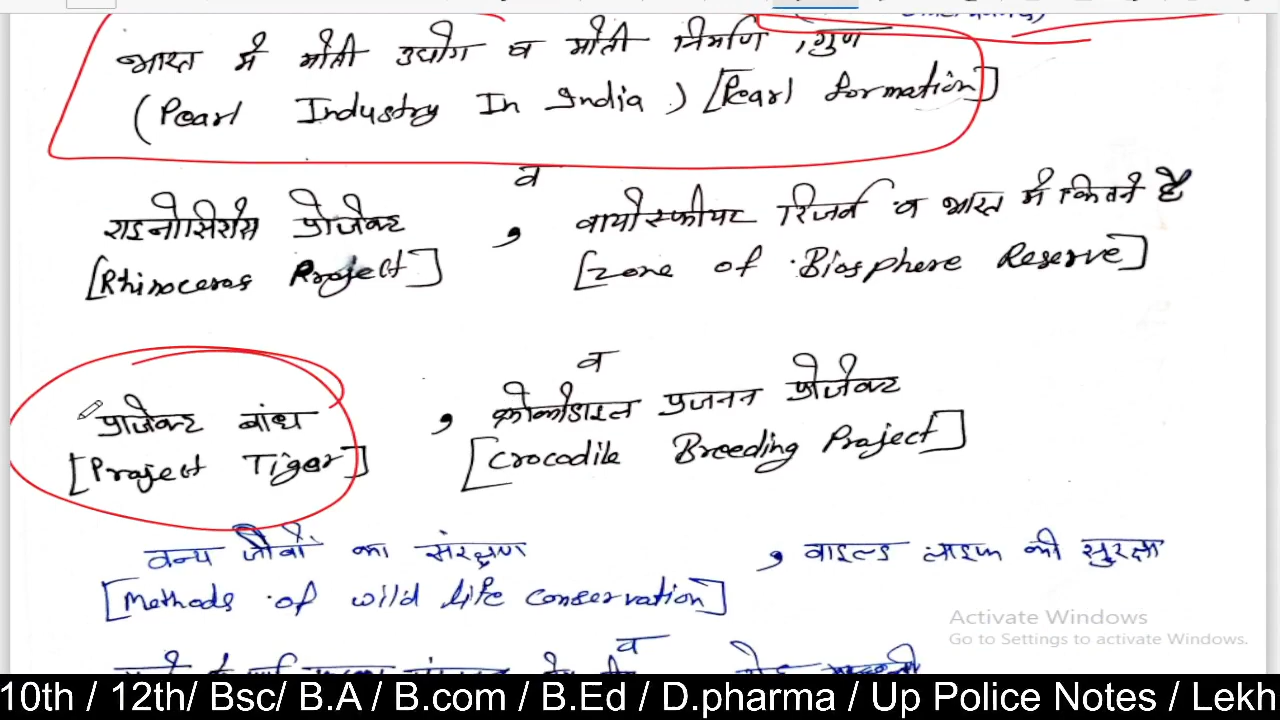 भारत में मोती उद्योग व मोती निर्माण , गुण
(Pearl Industry In India) [Pearl formation]
व
राइनोसिरोस प्रोजेक्ट , बायोस्फीयर रिजर्व व भारत में कितने है
[Rhinoceros Project] [zone of Biosphere Reserve]
व
प्रोजेक्ट बांध , क्रोकोडाइल प्रजनन प्रोजेक्ट
[Project Tiger] [Crocodile Breeding Project]
वन्य जीवों का संरक्षण , वाइल्ड लाइफ की सुरक्षा
[Methods of wild life conservation]
व
Activate Windows
Go to Settings to activate Windows.
10th / 12th/ Bsc/ B.A / B.com / B.Ed / D.pharma / Up Police Notes / Lekh